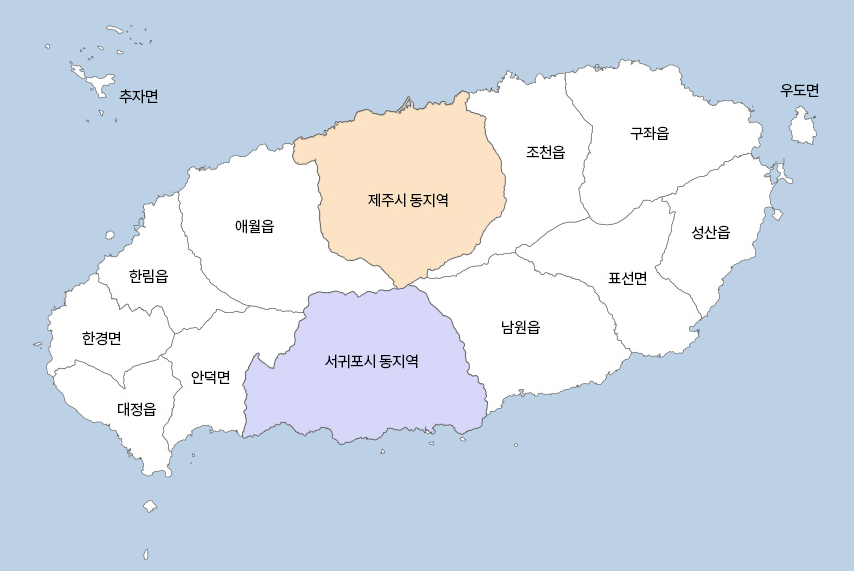 우도면
추자면
구좌읍
조천읍
제주시 동지역
애월읍
성산읍
한림읍
표선면
남원읍
한경면
서귀포시 동지역
안덕면
대정읍